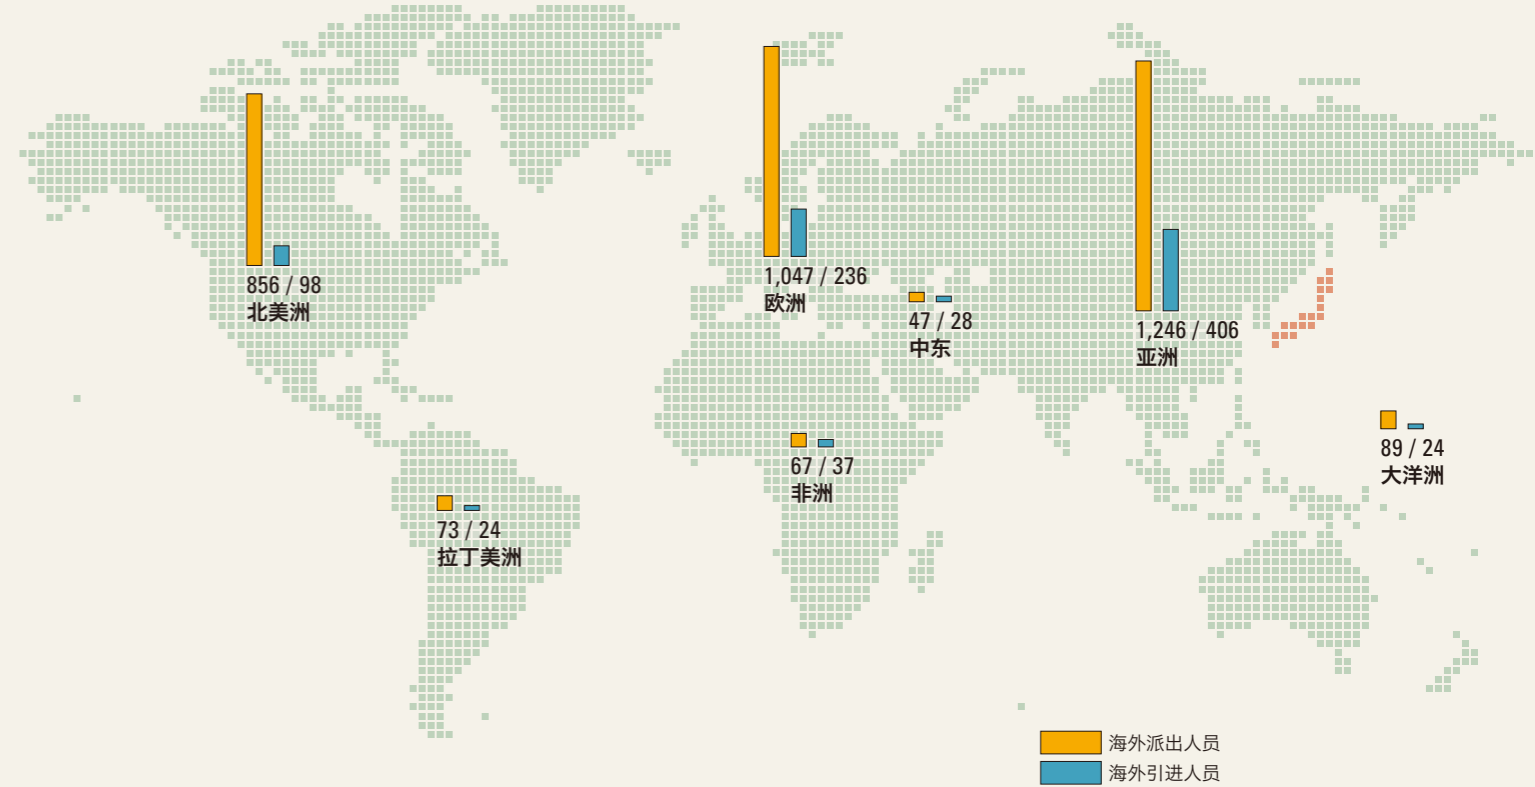 856 / 98
北美洲
1,047 / 236
欧洲
47 / 28
中东
1,246 / 406
亚洲
89 / 24
大洋洲
67 / 37
非洲
73 / 24
拉丁美洲
海外派出人员
海外引进人员